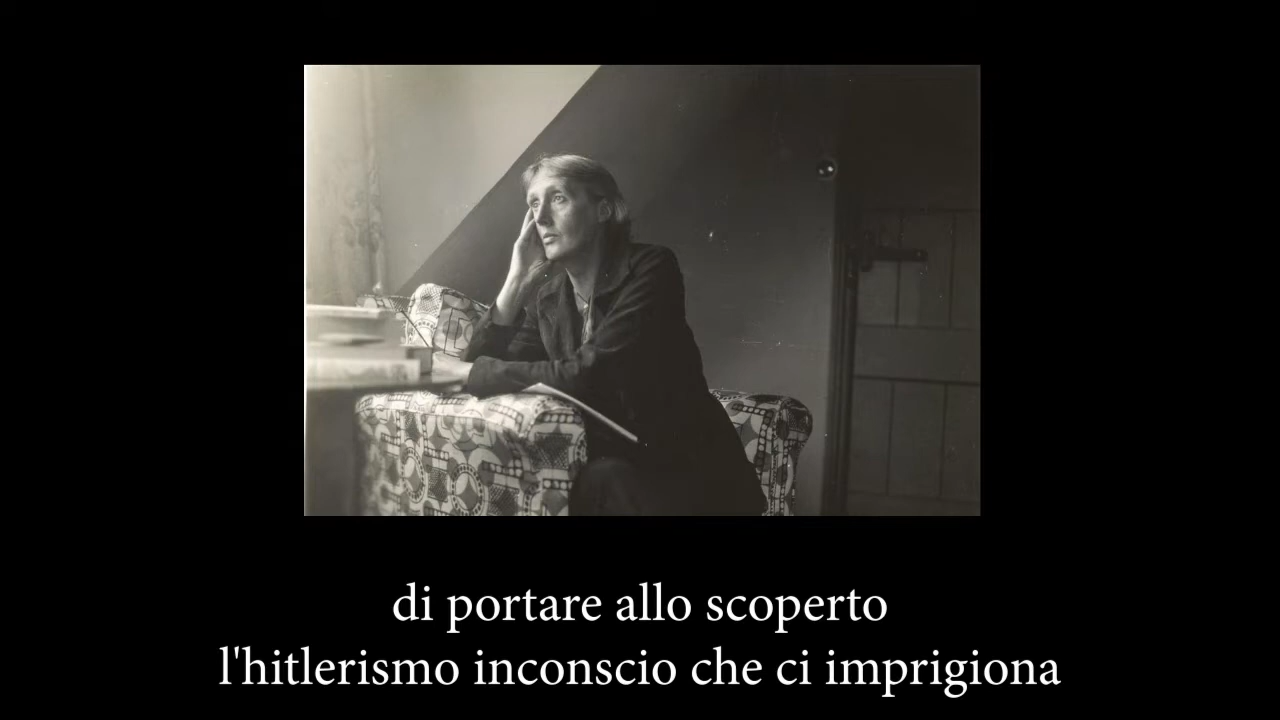 di portare allo scoperto
l'hitlerismo inconscio che ci imprigiona